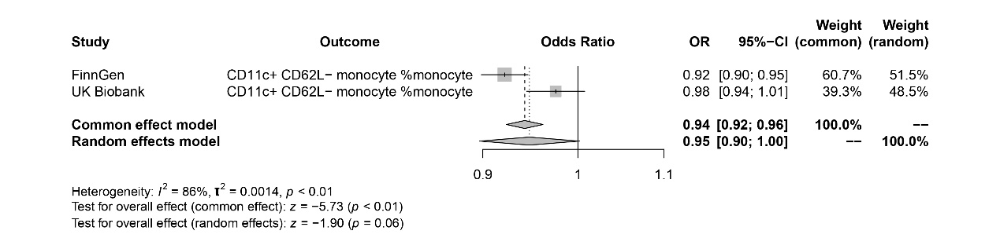 Weight Weight
Study Outcome Odds Ratio OR 95%−CI (common) (random)
FinnGen CD11c+ CD62L− monocyte %monocyte 0.92 [0.90; 0.95] 60.7% 51.5%
UK Biobank CD11c+ CD62L− monocyte %monocyte 0.98 [0.94; 1.01] 39.3% 48.5%
Common effect model 0.94 [0.92; 0.96] 100.0% −−
Random effects model 0.95 [0.90; 1.00] −− 100.0%
0.9 1 1.1
Heterogeneity: I² = 86%, τ² = 0.0014, p < 0.01
Test for overall effect (common effect): z = −5.73 (p < 0.01)
Test for overall effect (random effects): z = −1.90 (p = 0.06)